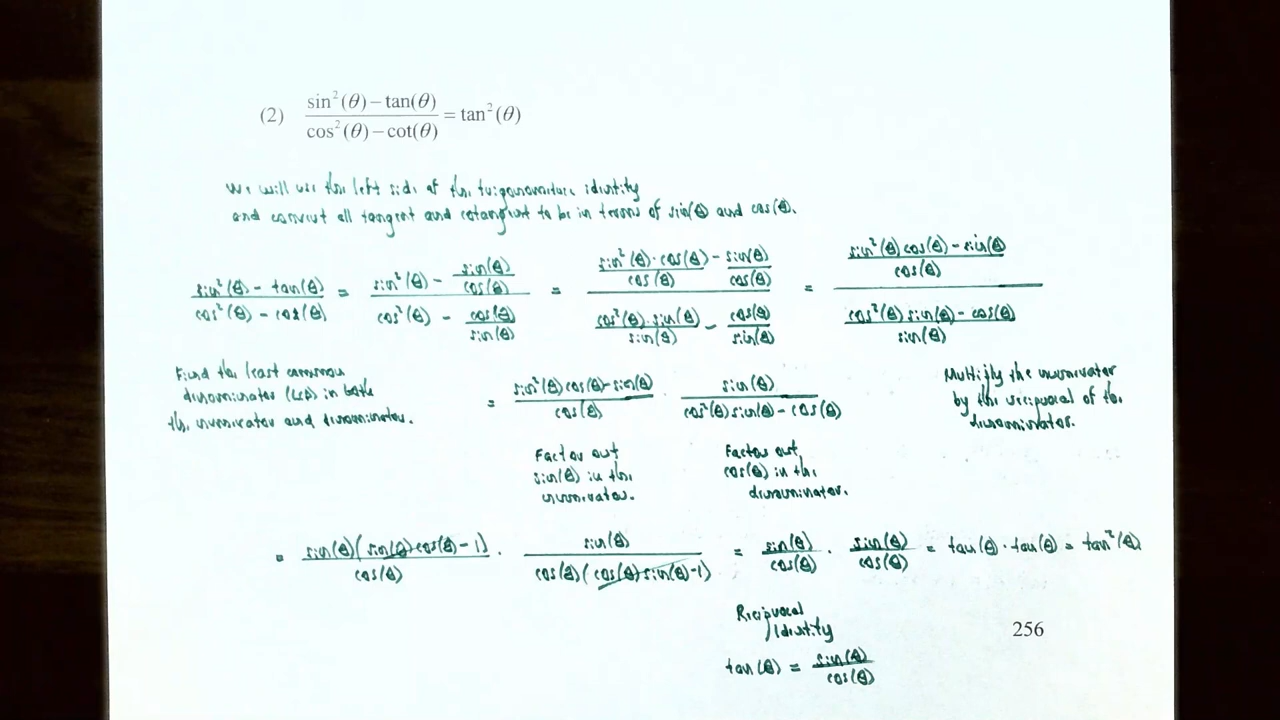 (2) (sin²(θ) − tan(θ))/(cos²(θ) − cot(θ)) = tan²(θ)
We will use the left side of the trigonometric identity
and convert all tangent and cotangent to be in terms of sin(θ) and cos(θ).
(sin²(θ) − tan(θ))/(cos²(θ) − cot(θ)) = (sin²(θ) − sin(θ)/cos(θ))/(cos²(θ) − cos(θ)/sin(θ)) = (sin²(θ)·cos(θ)/cos(θ) − sin(θ)/cos(θ))/(cos²(θ)·sin(θ)/sin(θ) − cos(θ)/sin(θ)) = ((sin²(θ)cos(θ) − sin(θ))/cos(θ))/((cos²(θ)sin(θ) − cos(θ))/sin(θ))
Find the least common
denominator (LCD) in both
the numerator and denominator.
= (sin²(θ)cos(θ) − sin(θ))/cos(θ) · sin(θ)/(cos²(θ)sin(θ) − cos(θ))
Multiply the numerator
by the reciprocal of the
denominator.
Factor out
sin(θ) in the
numerator.
Factor out
cos(θ) in the
denominator.
= sin(θ)(sin(θ)cos(θ) − 1)/cos(θ) · sin(θ)/(cos(θ)(cos(θ)sin(θ) − 1)) = sin(θ)/cos(θ) · sin(θ)/cos(θ) = tan(θ)·tan(θ) = tan²(θ)
Reciprocal
Identity
tan(θ) = sin(θ)/cos(θ)
256